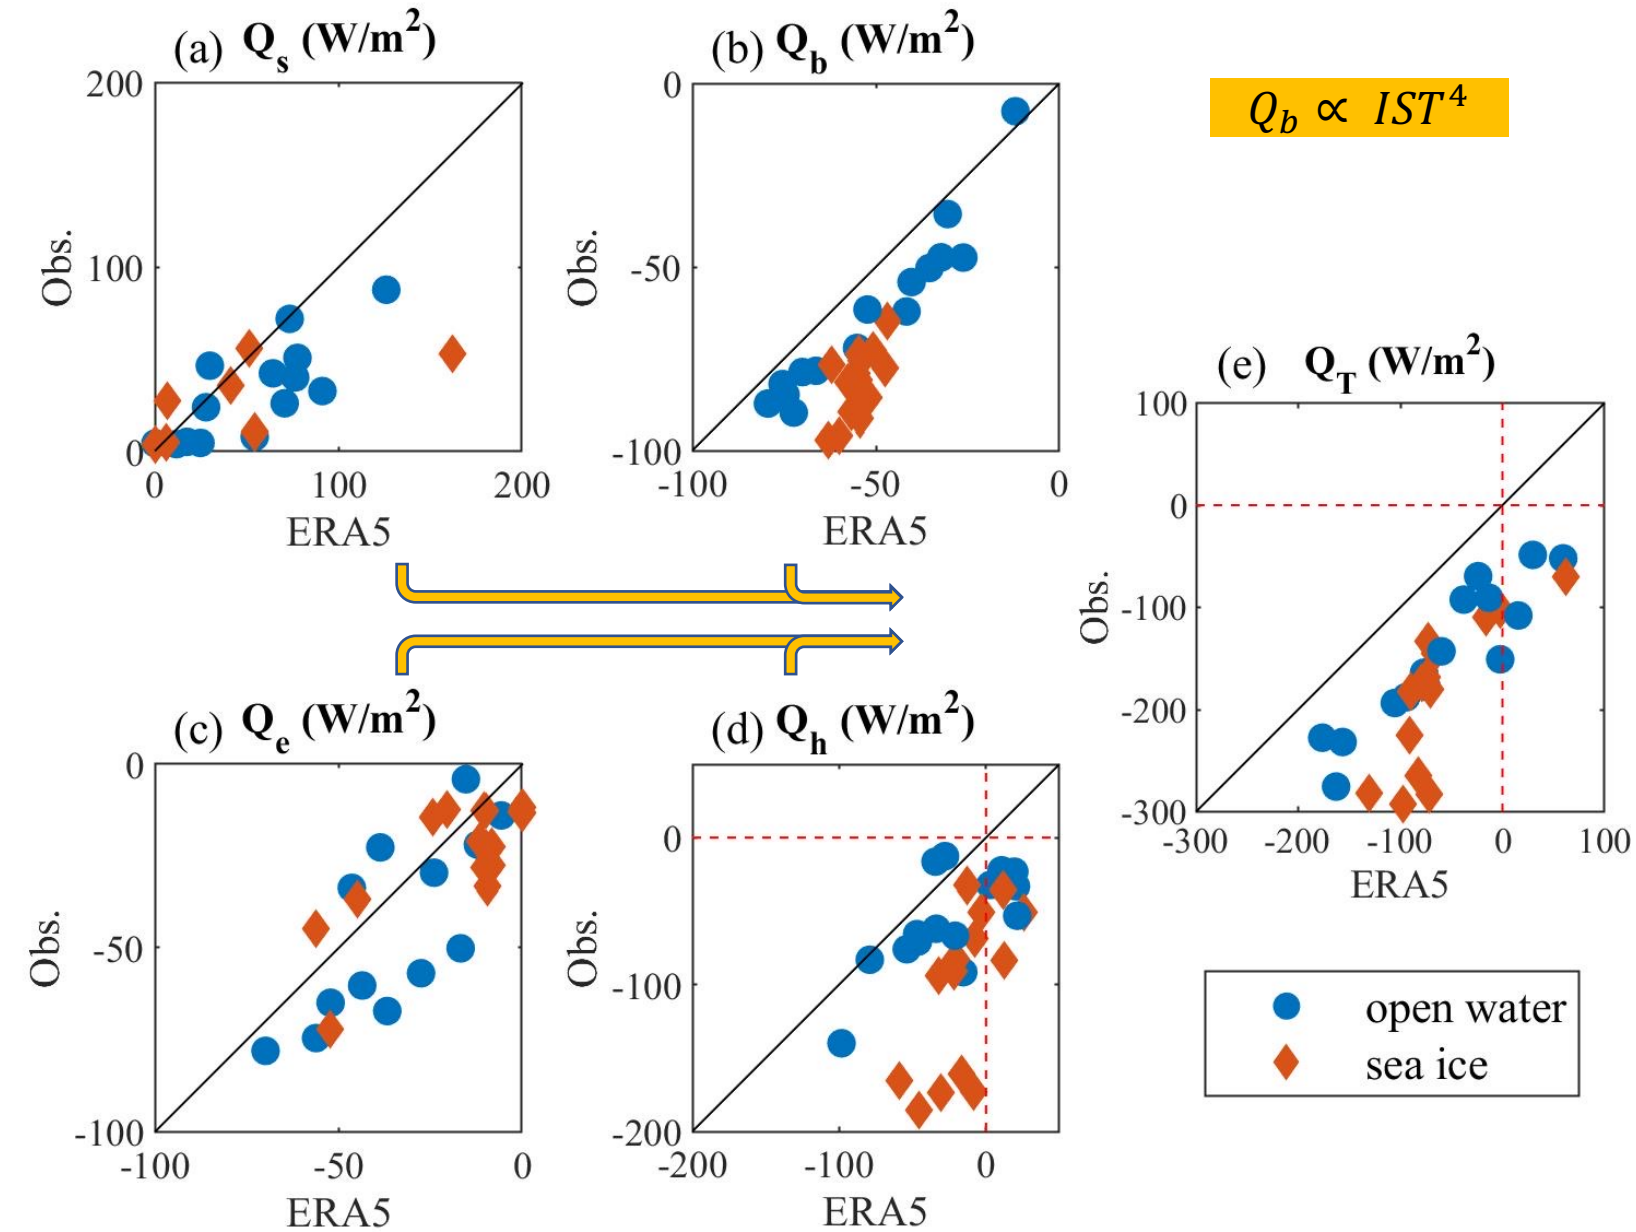 (a) Qs (W/m²)
200
100
0
Obs.
0 100 200
ERA5
(b) Qb (W/m²)
0
-50
-100
Obs.
-100 -50 0
ERA5
Qb ∝ IST⁴
(c) Qe (W/m²)
0
-50
-100
Obs.
-100 -50 0
ERA5
(d) Qh (W/m²)
0
-100
-200
Obs.
-200 -100 0
ERA5
(e) QT (W/m²)
100
0
-100
-200
-300
Obs.
-300 -200 -100 0 100
ERA5
open water
sea ice